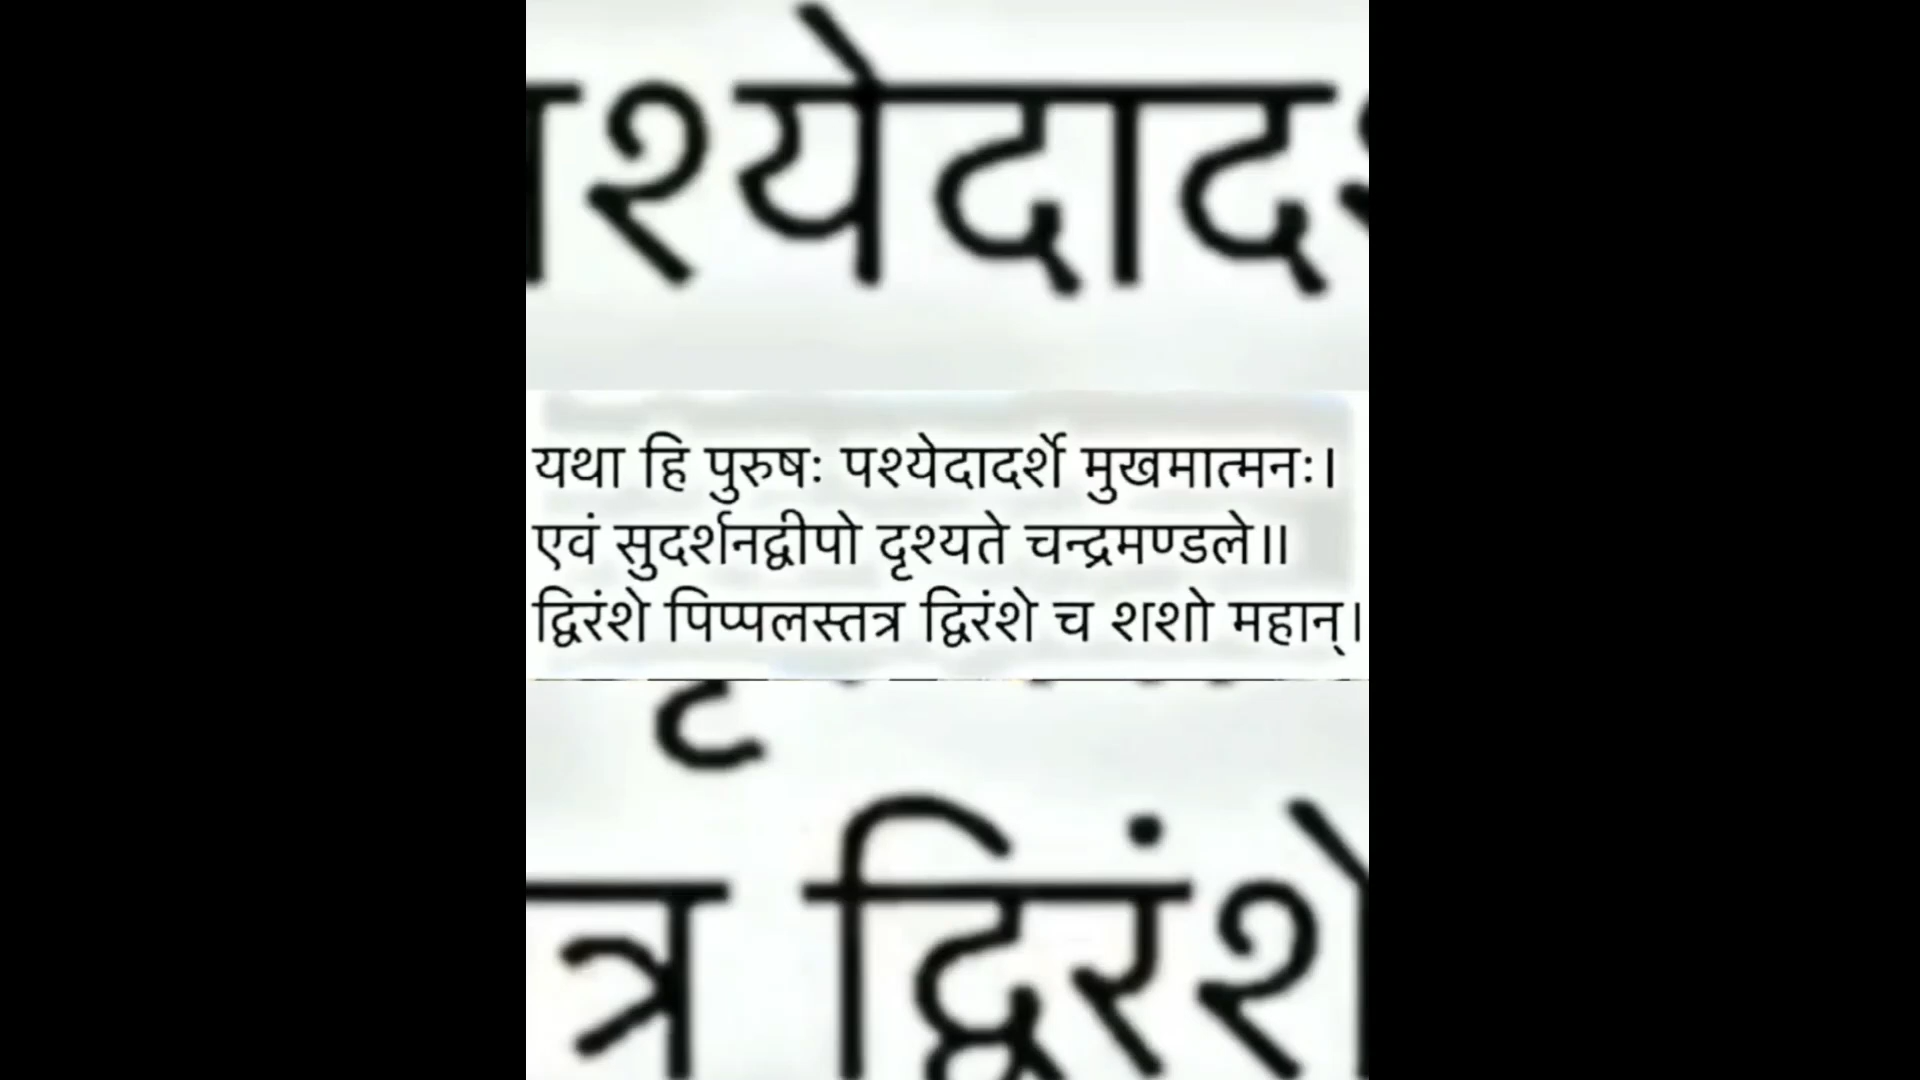 श्येदाद
यथा हि पुरुषः पश्येदादर्शे मुखमात्मनः।
एवं सुदर्शनद्वीपो दृश्यते चन्द्रमण्डले॥
द्विरंशे पिप्पलस्तत्र द्विरंशे च शशो महान्।
त्र द्विरंशे